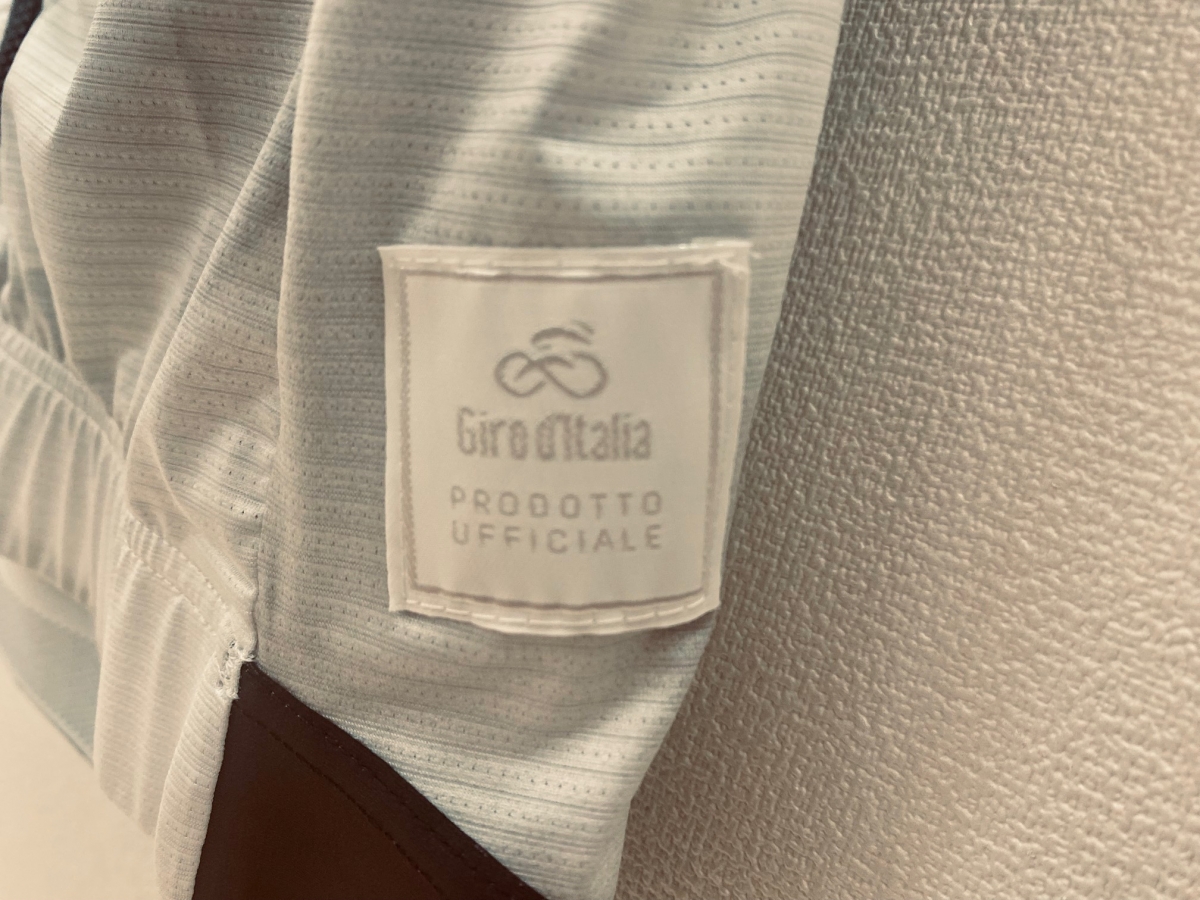 Giro d'Italia
PRODOTTO
UFFICIALE